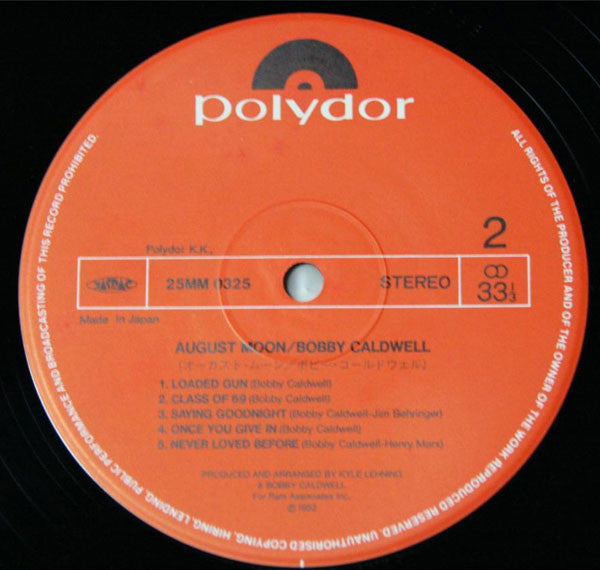 polydor
2
Polydor K.K.,
JASRAC
25MM 0325
STEREO
33 1/3
Made In Japan
AUGUST MOON/BOBBY CALDWELL
(オーガスト・ムーン/ボビー・コールドウェル)
1. LOADED GUN (Bobby Caldwell)
2. CLASS OF 69 (Bobby Caldwell)
3. SAYING GOODNIGHT (Bobby Caldwell-Jim Behringer)
4. ONCE YOU GIVE IN (Bobby Caldwell)
5. NEVER LOVED BEFORE (Bobby Caldwell-Henry Marx)
PRODUCED AND ARRANGED BY KYLE LEHNING
& BOBBY CALDWELL
For Ram Associates Inc.
ALL RIGHTS OF THE PRODUCER AND OF THE OWNER OF THE WORK REPRODUCED RESERVED. UNAUTHORISED COPYING, HIRING, LENDING, PUBLIC PERFORMANCE AND BROADCASTING OF THIS RECORD PROHIBITED.